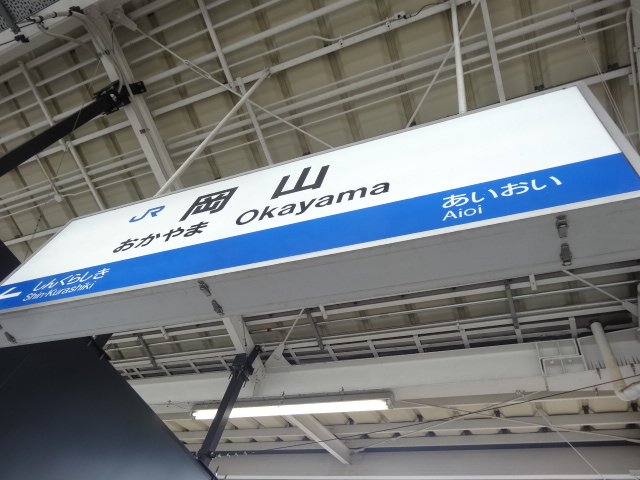 JR 岡山
おかやま Okayama
しんくらしき
Shin-Kurashiki
あいおい
Aioi